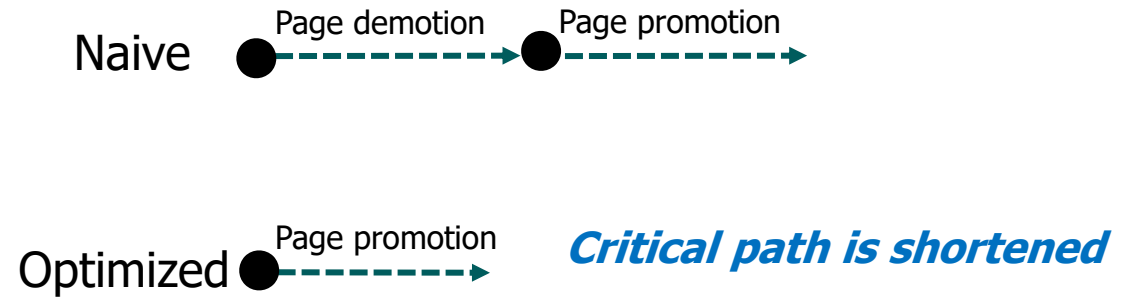 Naive
Page demotion
Page promotion
Optimized
Page promotion
Critical path is shortened